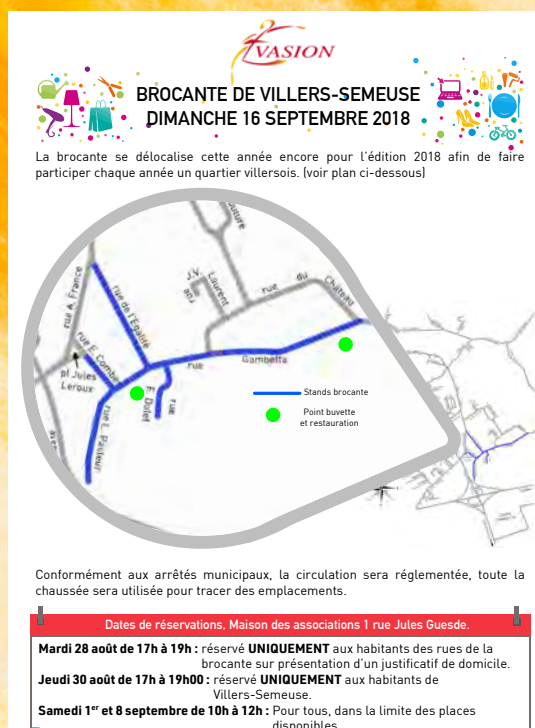 EVASION
BROCANTE DE VILLERS-SEMEUSE
DIMANCHE 16 SEPTEMBRE 2018
La brocante se délocalise cette année encore pour l'édition 2018 afin de faire
participer chaque année un quartier villersois. (voir plan ci-dessous)
rue A. France
rue de l'Egalité
J.V.
Laurent
rue
rue du Château
rue E. Combes
pl Jules
Leroux
rue Gambetta
rue E. Dolet
rue L. Pasteur
Stands brocante
Point buvette
et restauration
Conformément aux arrêtés municipaux, la circulation sera réglementée, toute la
chaussée sera utilisée pour tracer des emplacements.
Dates de réservations, Maison des associations 1 rue Jules Guesde.
Mardi 28 août de 17h à 19h : réservé UNIQUEMENT aux habitants des rues de la
brocante sur présentation d'un justificatif de domicile.
Jeudi 30 août de 17h à 19h00 : réservé UNIQUEMENT aux habitants de
Villers-Semeuse.
Samedi 1er et 8 septembre de 10h à 12h : Pour tous, dans la limite des places
disponibles